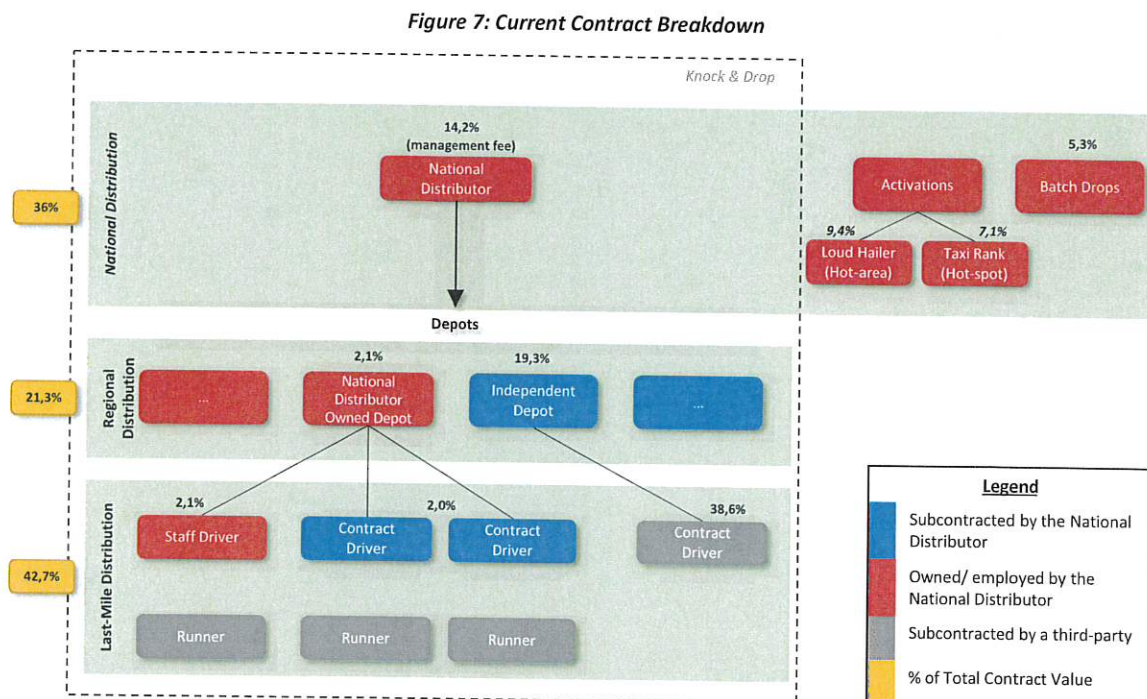 Figure 7: Current Contract Breakdown
Knock & Drop
National Distribution
36%
14,2%
(management fee)
National
Distributor
5,3%
Activations
Batch Drops
9,4%
7,1%
Loud Hailer
(Hot-area)
Taxi Rank
(Hot-spot)
Depots
Regional
Distribution
21,3%
2,1%
19,3%
...
National
Distributor
Owned Depot
Independent
Depot
...
Last-Mile Distribution
42,7%
2,1%
2,0%
38,6%
Staff Driver
Contract
Driver
Contract
Driver
Contract
Driver
Runner
Runner
Runner
Legend
Subcontracted by the National
Distributor
Owned/ employed by the
National Distributor
Subcontracted by a third-party
% of Total Contract Value